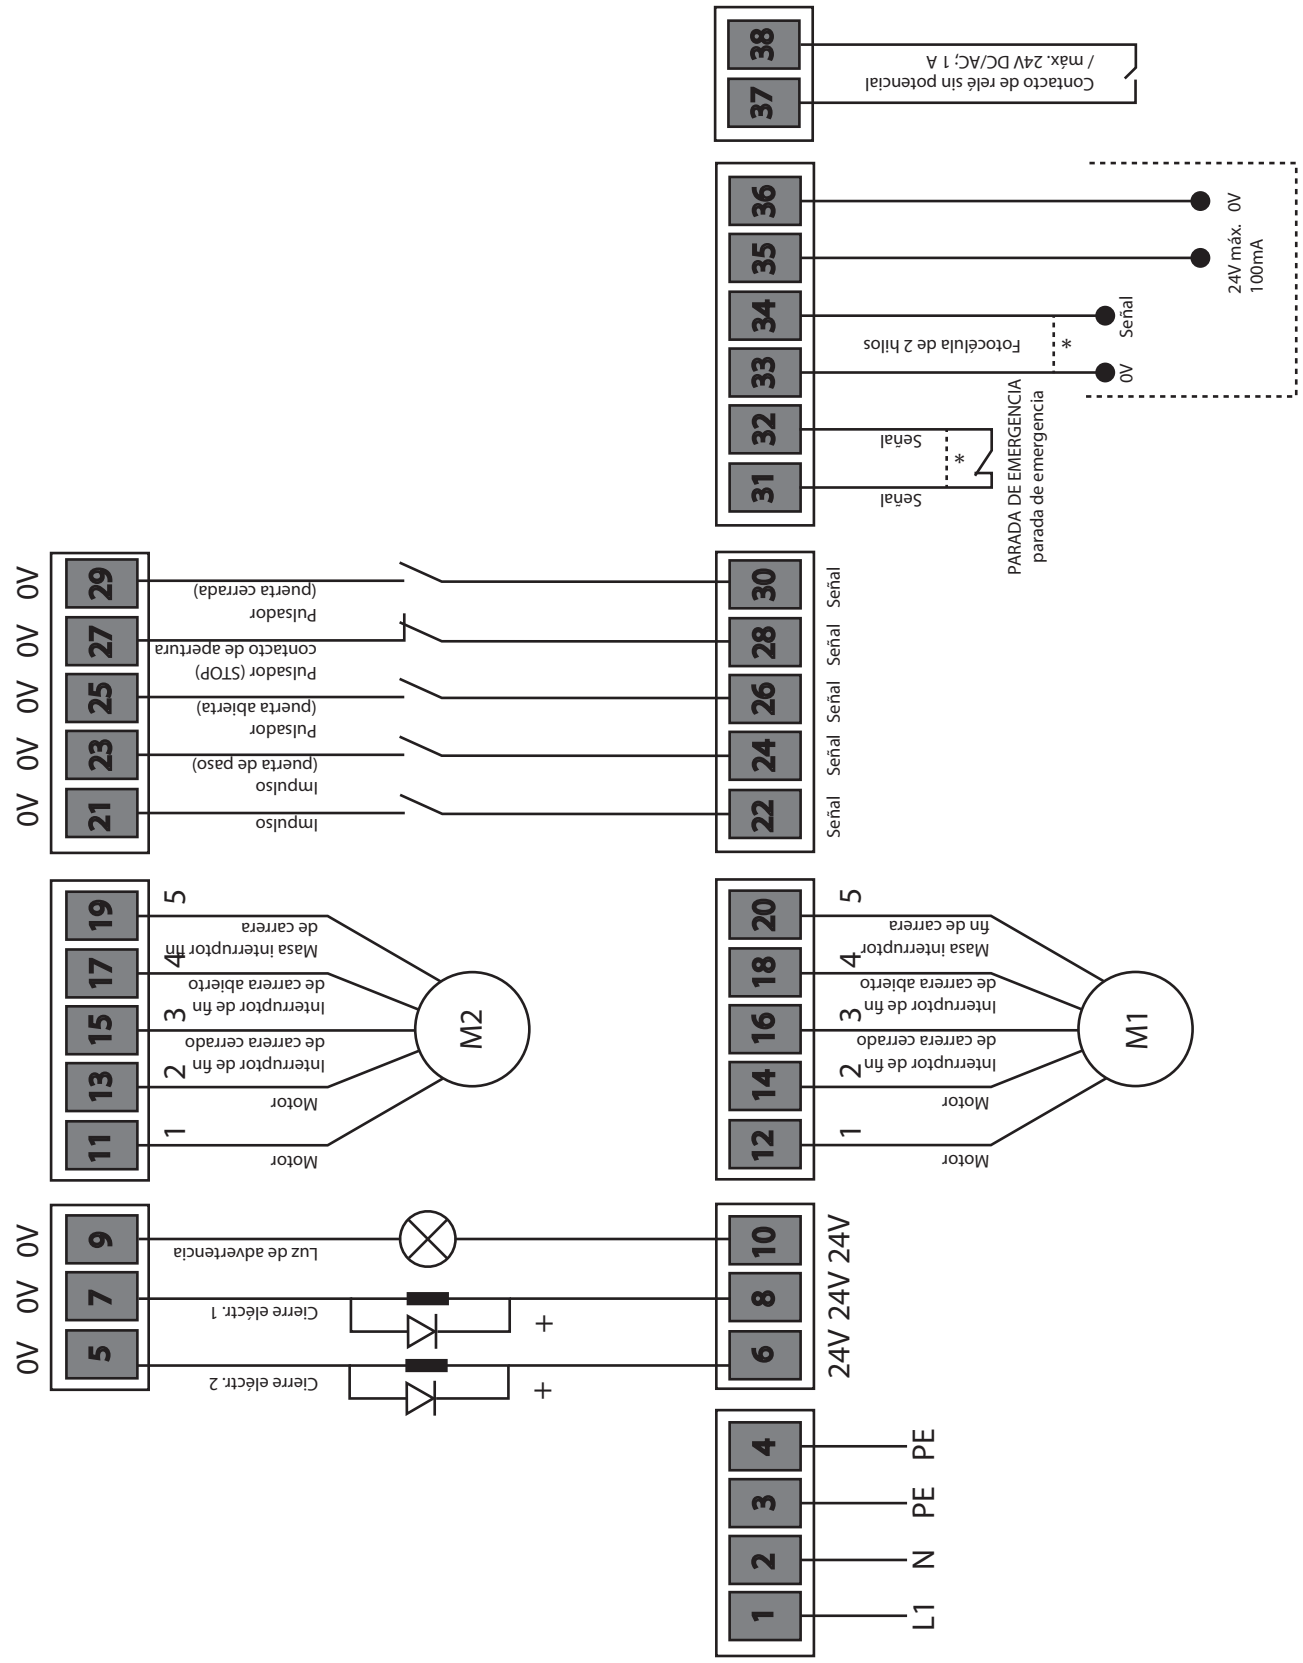 38
37
Contacto de relé sin potencial
/ máx. 24V DC/AC; 1 A
36
35
34
33
32
31
0V
24V máx.
100mA
Señal
0V
Fotocélula de 2 hilos
*
Señal
Señal
*
PARADA DE EMERGENCIA
parada de emergencia
0V 0V 0V 0V 0V
29
27
25
23
21
Pulsador
(puerta cerrada)
Pulsador (STOP)
contacto de apertura
Pulsador
(puerta abierta)
Impulso
(puerta de paso)
Impulso
30
28
26
24
22
Señal Señal Señal Señal Señal
19
17
15
13
11
5
4
3
2
1
Masa interruptor fin
de carrera
Interruptor de fin
de carrera abierto
Interruptor de fin
de carrera cerrado
Motor
Motor
M2
20
18
16
14
12
5
4
3
2
1
Masa interruptor
fin de carrera
Interruptor de fin
de carrera abierto
Interruptor de fin
de carrera cerrado
Motor
Motor
M1
0V 0V 0V
9
7
5
Luz de advertencia
Cierre eléctr. 1
Cierre eléctr. 2
+
+
10
8
6
24V 24V 24V
4
3
2
1
PE
PE
N
L1